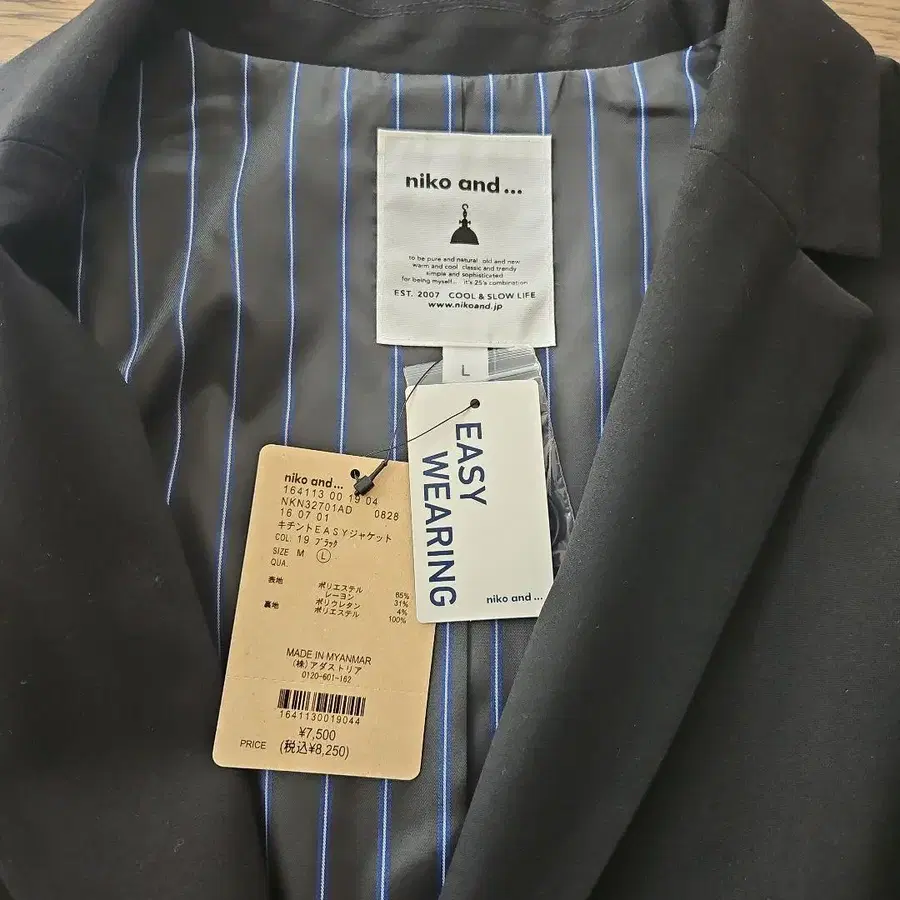 niko and...
to be pure and natural old and new
warm and cool classic and trendy
simple and sophisticated
for being myself... it's 25's combination
EST. 2007 COOL & SLOW LIFE
www.nikoand.jp
L
EASY
WEARING
niko and...
niko and...
164113 00 19 04
NKN32701AD 0828
16 07 01
キチントEASYジャケット
COL: 19 ブラック
SIZE M L
QUA.
表地 ポリエステル 65%
レーヨン 31%
ポリウレタン 4%
裏地 ポリエステル 100%
MADE IN MYANMAR
(株)アダストリア
0120-601-162
1641130019044
¥7,500
PRICE (税込¥8,250)